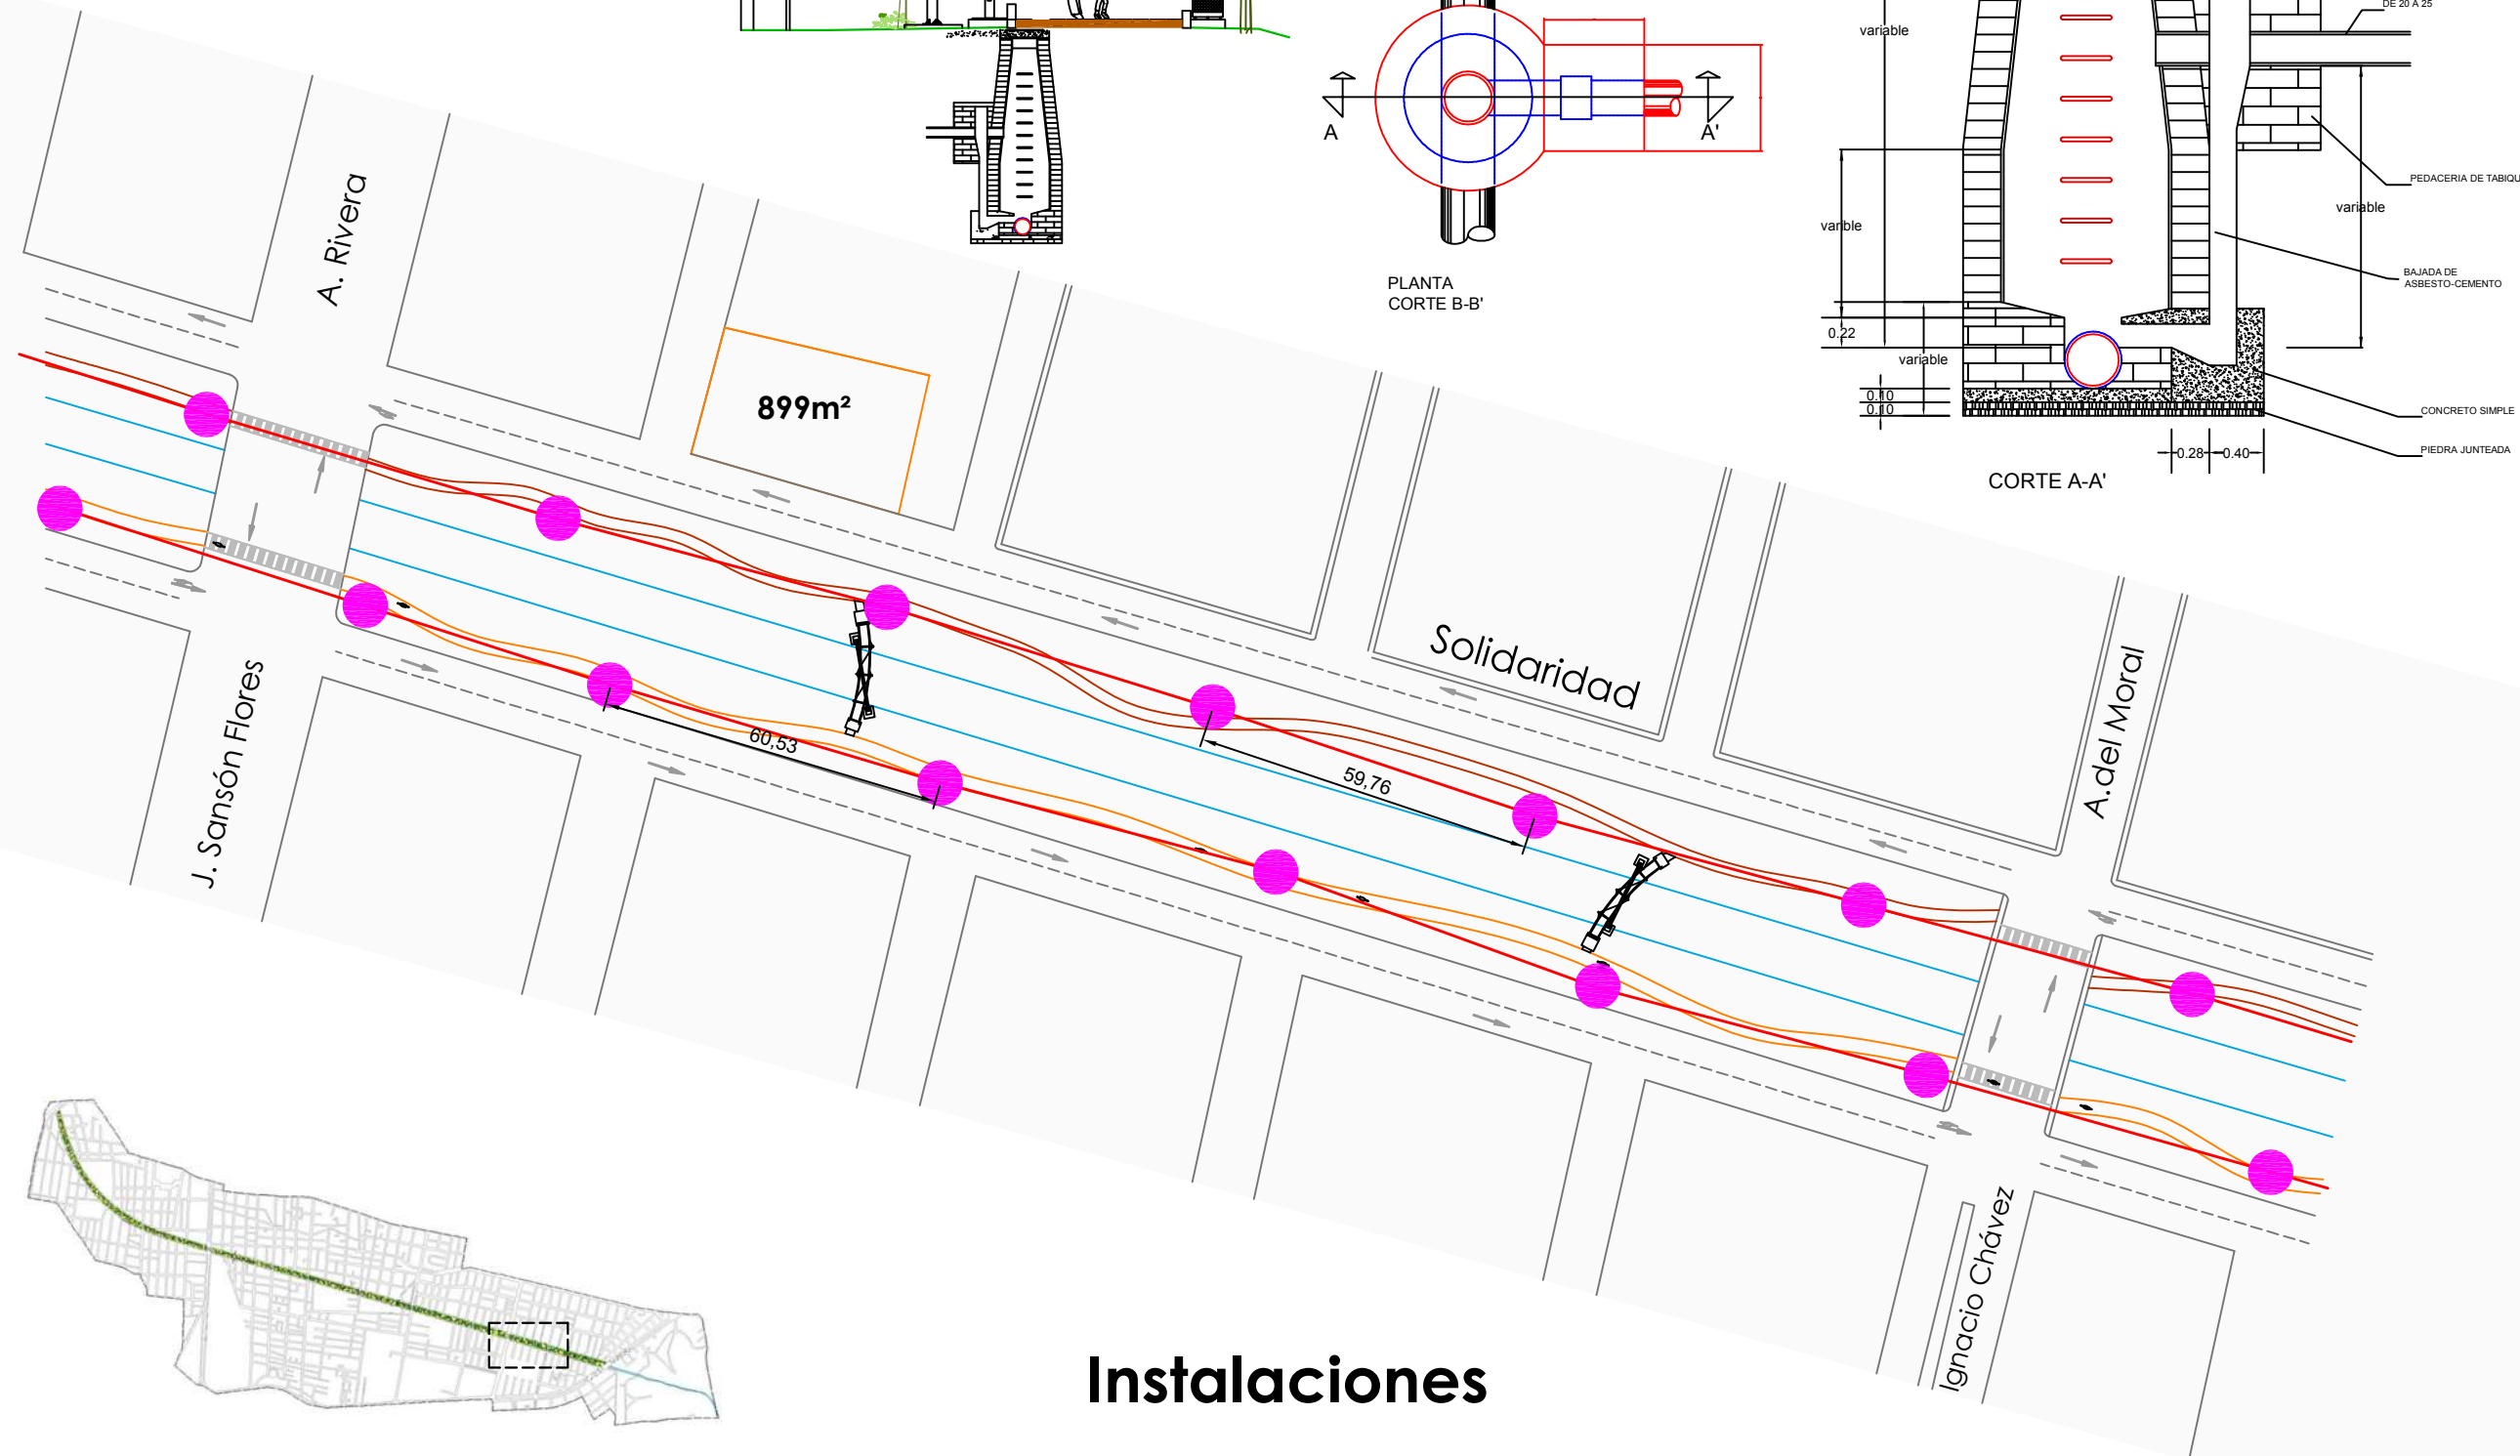 DE 20 A 25
variable
A
A'
PEDACERIA DE TABIQU
variable
varible
A. Rivera
PLANTA
CORTE B-B'
BAJADA DE
ASBESTO-CEMENTO
0.22
variable
0.10
0.10
899m²
CONCRETO SIMPLE
PIEDRA JUNTEADA
0.28
0.40
CORTE A-A'
Solidaridad
A.del Moral
J. Sansón Flores
60,53
59,76
Ignacio Chávez
Instalaciones